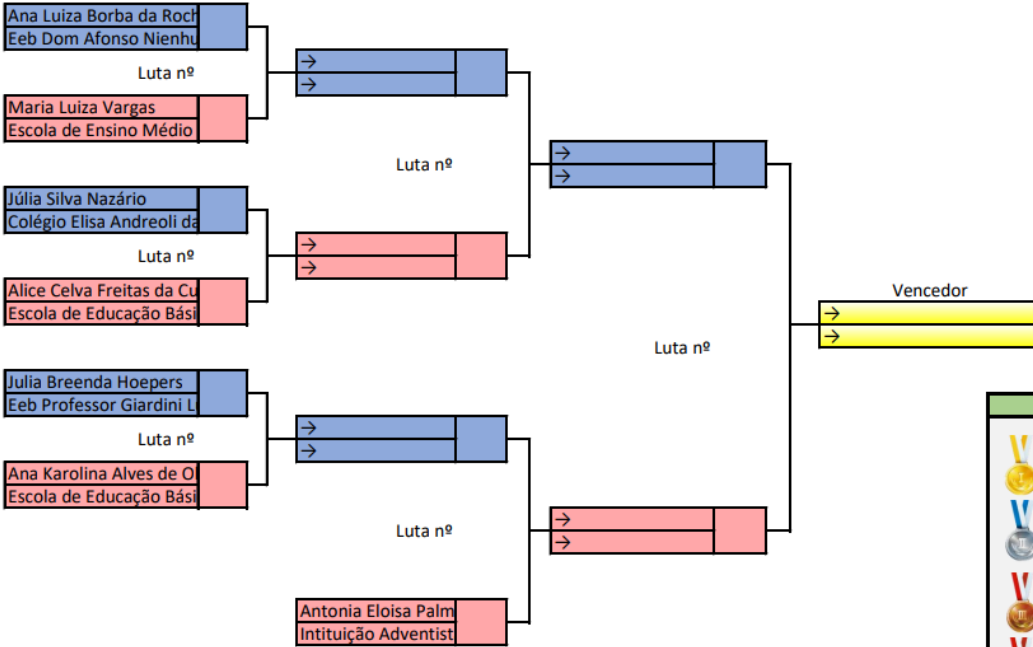 Ana Luiza Borba da Roch
Eeb Dom Afonso Nienhu
Luta nº
Maria Luiza Vargas
Escola de Ensino Médio
→
→
Luta nº
Júlia Silva Nazário
Colégio Elisa Andreoli da
Luta nº
Alice Celva Freitas da Cu
Escola de Educação Bási
→
→
→
→
Julia Breenda Hoepers
Eeb Professor Giardini L
Luta nº
Ana Karolina Alves de Ol
Escola de Educação Bási
→
→
Luta nº
Antonia Eloisa Palm
Intituição Adventist
→
→
Luta nº
Vencedor
→
→